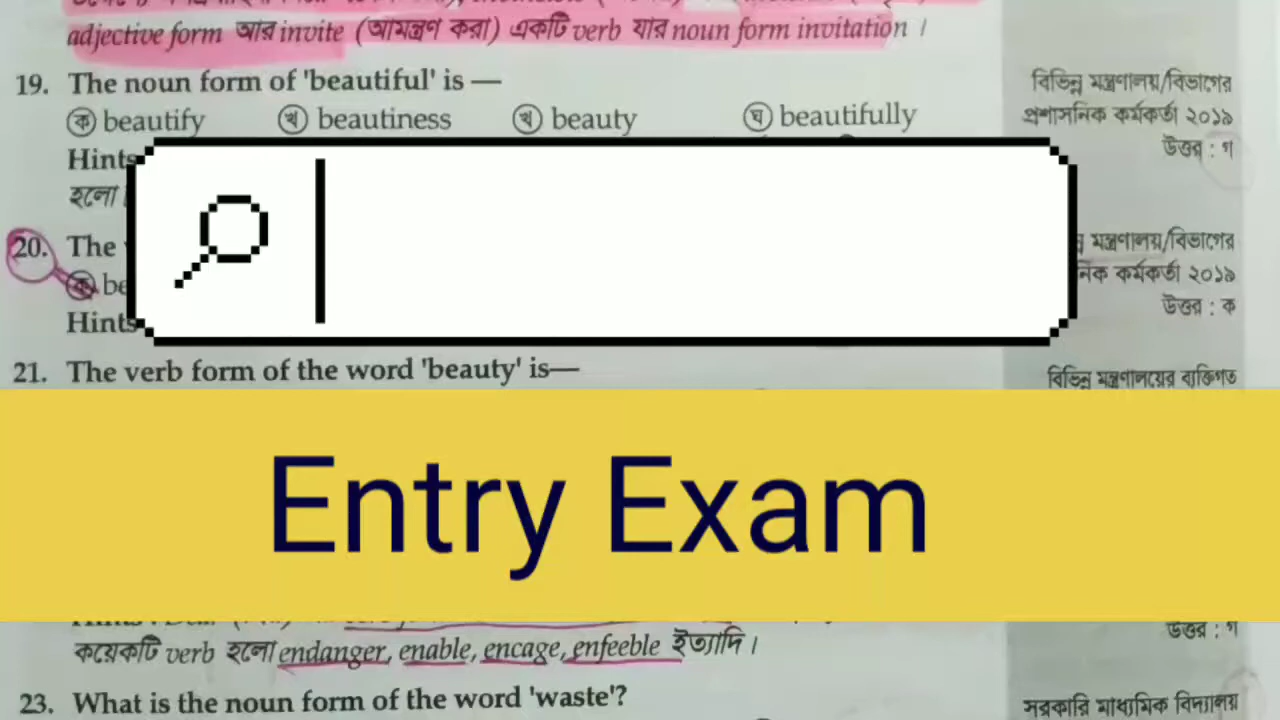 adjective form আর invite (আমন্ত্রণ করা) একটি verb যার noun form invitation ।
19. The noun form of 'beautiful' is —
বিভিন্ন মন্ত্রণালয়/বিভাগের
ক beautify খ beautiness খ beauty ঘ beautifully
প্রশাসনিক কর্মকর্তা ২০১৯
Hints
উত্তর : গ
হলো
20. The
মন্ত্রণালয়/বিভাগের
ক be
নিক কর্মকর্তা ২০১৯
Hints
উত্তর : ক
21. The verb form of the word 'beauty' is—
বিভিন্ন মন্ত্রণালয়ের ব্যক্তিগত
Entry Exam
উত্তর : গ
কয়েকটি verb হলো endanger, enable, encage, enfeeble ইত্যাদি ।
23. What is the noun form of the word 'waste'?
সরকারি মাধ্যমিক বিদ্যালয়